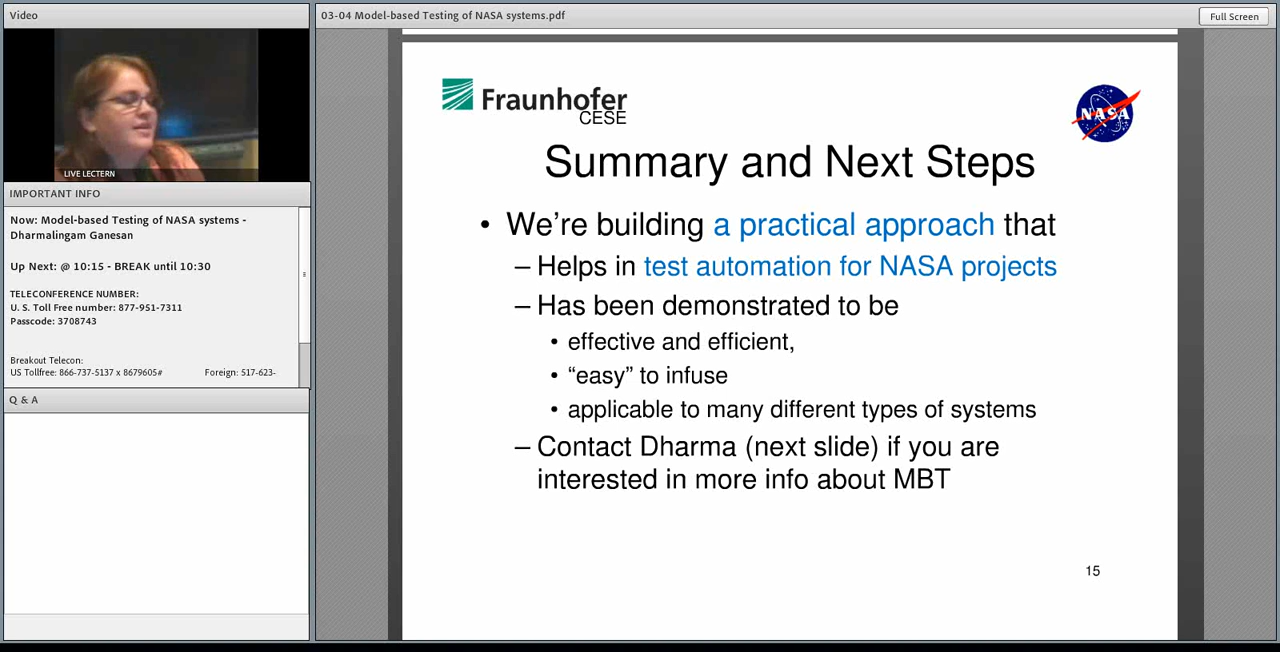 Video
LIVE LECTERN
IMPORTANT INFO
Now: Model-based Testing of NASA systems -
Dharmalingam Ganesan
Up Next: @ 10:15 - BREAK until 10:30
TELECONFERENCE NUMBER:
U. S. Toll Free number: 877-951-7311
Passcode: 3708743
Breakout Telecon:
US Tollfree: 866-737-5137 x 8679605# Foreign: 517-623-
Q & A
03-04 Model-based Testing of NASA systems.pdf
Full Screen
Fraunhofer
CESE
NASA
Summary and Next Steps
• We're building a practical approach that
– Helps in test automation for NASA projects
– Has been demonstrated to be
• effective and efficient,
• “easy” to infuse
• applicable to many different types of systems
– Contact Dharma (next slide) if you are
interested in more info about MBT
15